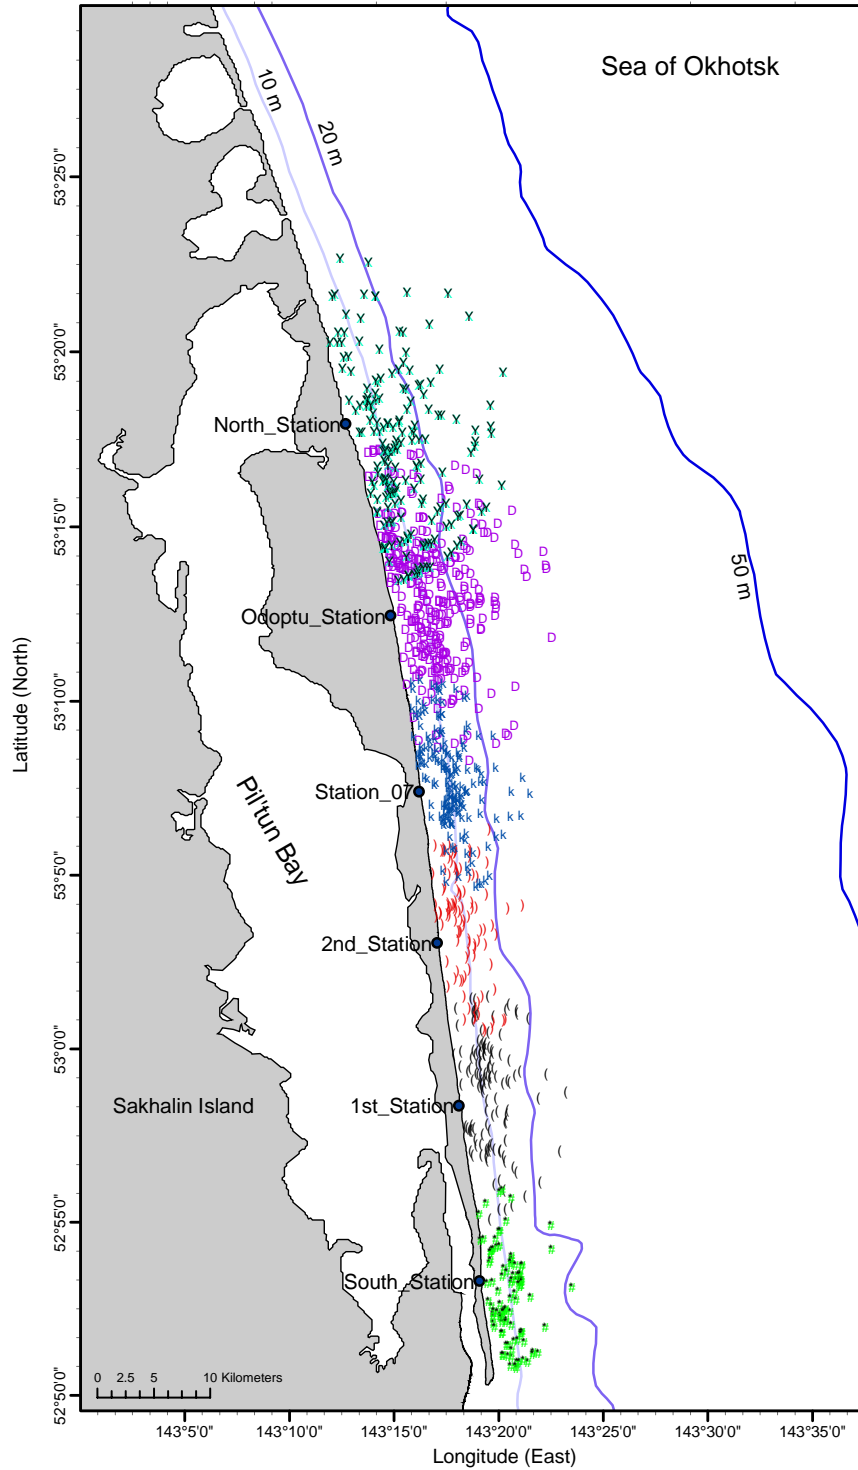 Sea of Okhotsk
10 m
20 m
53°25'0"
53°20'0"
North_Station
53°15'0"
50 m
Odoptu_Station
Latitude (North)
53°10'0"
Station_07
Pil'tun Bay
53°5'0"
2nd_Station
53°0'0"
Sakhalin Island
1st_Station
52°55'0"
South_Station
0 2.5 5 10 Kilometers
52°50'0"
143°5'0" 143°10'0" 143°15'0" 143°20'0" 143°25'0" 143°30'0" 143°35'0"
Longitude (East)